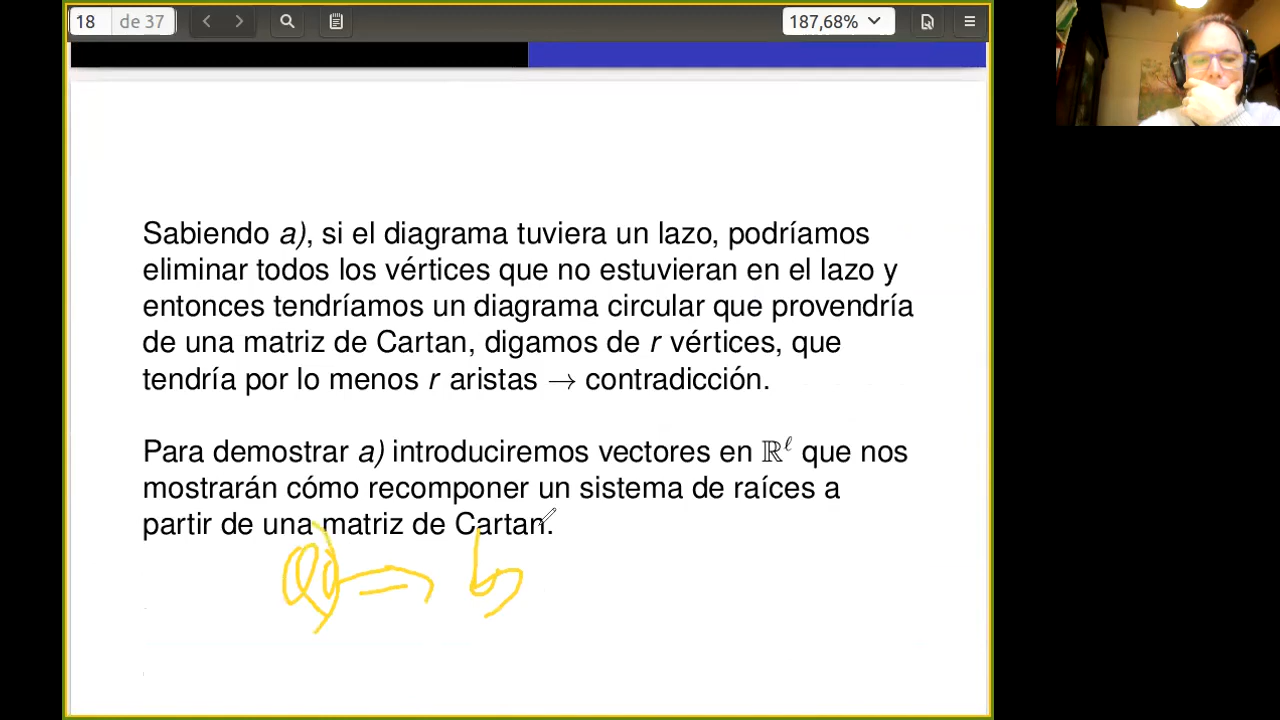 18 de 37 187,68%
Sabiendo a), si el diagrama tuviera un lazo, podríamos
eliminar todos los vértices que no estuvieran en el lazo y
entonces tendríamos un diagrama circular que provendría
de una matriz de Cartan, digamos de r vértices, que
tendría por lo menos r aristas → contradicción.
Para demostrar a) introduciremos vectores en ℝ^ℓ que nos
mostrarán cómo recomponer un sistema de raíces a
partir de una matriz de Cartan.
a) ⇒ b)